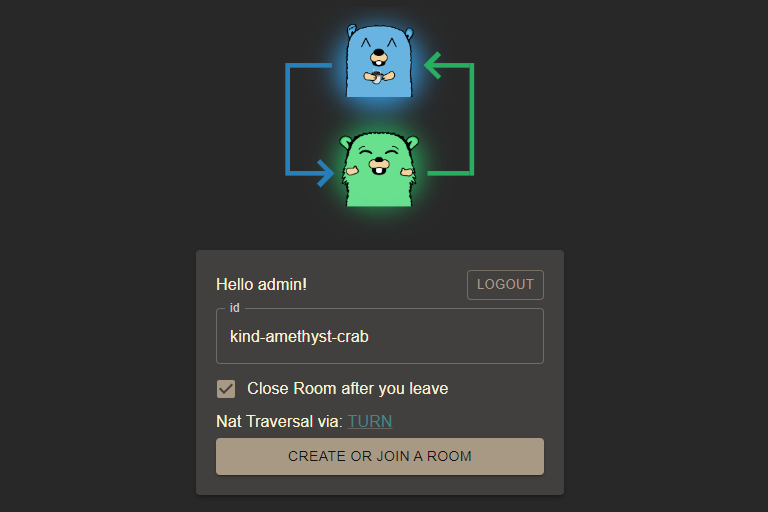 Hello admin!
LOGOUT
id
kind-amethyst-crab
Close Room after you leave
Nat Traversal via: TURN
CREATE OR JOIN A ROOM